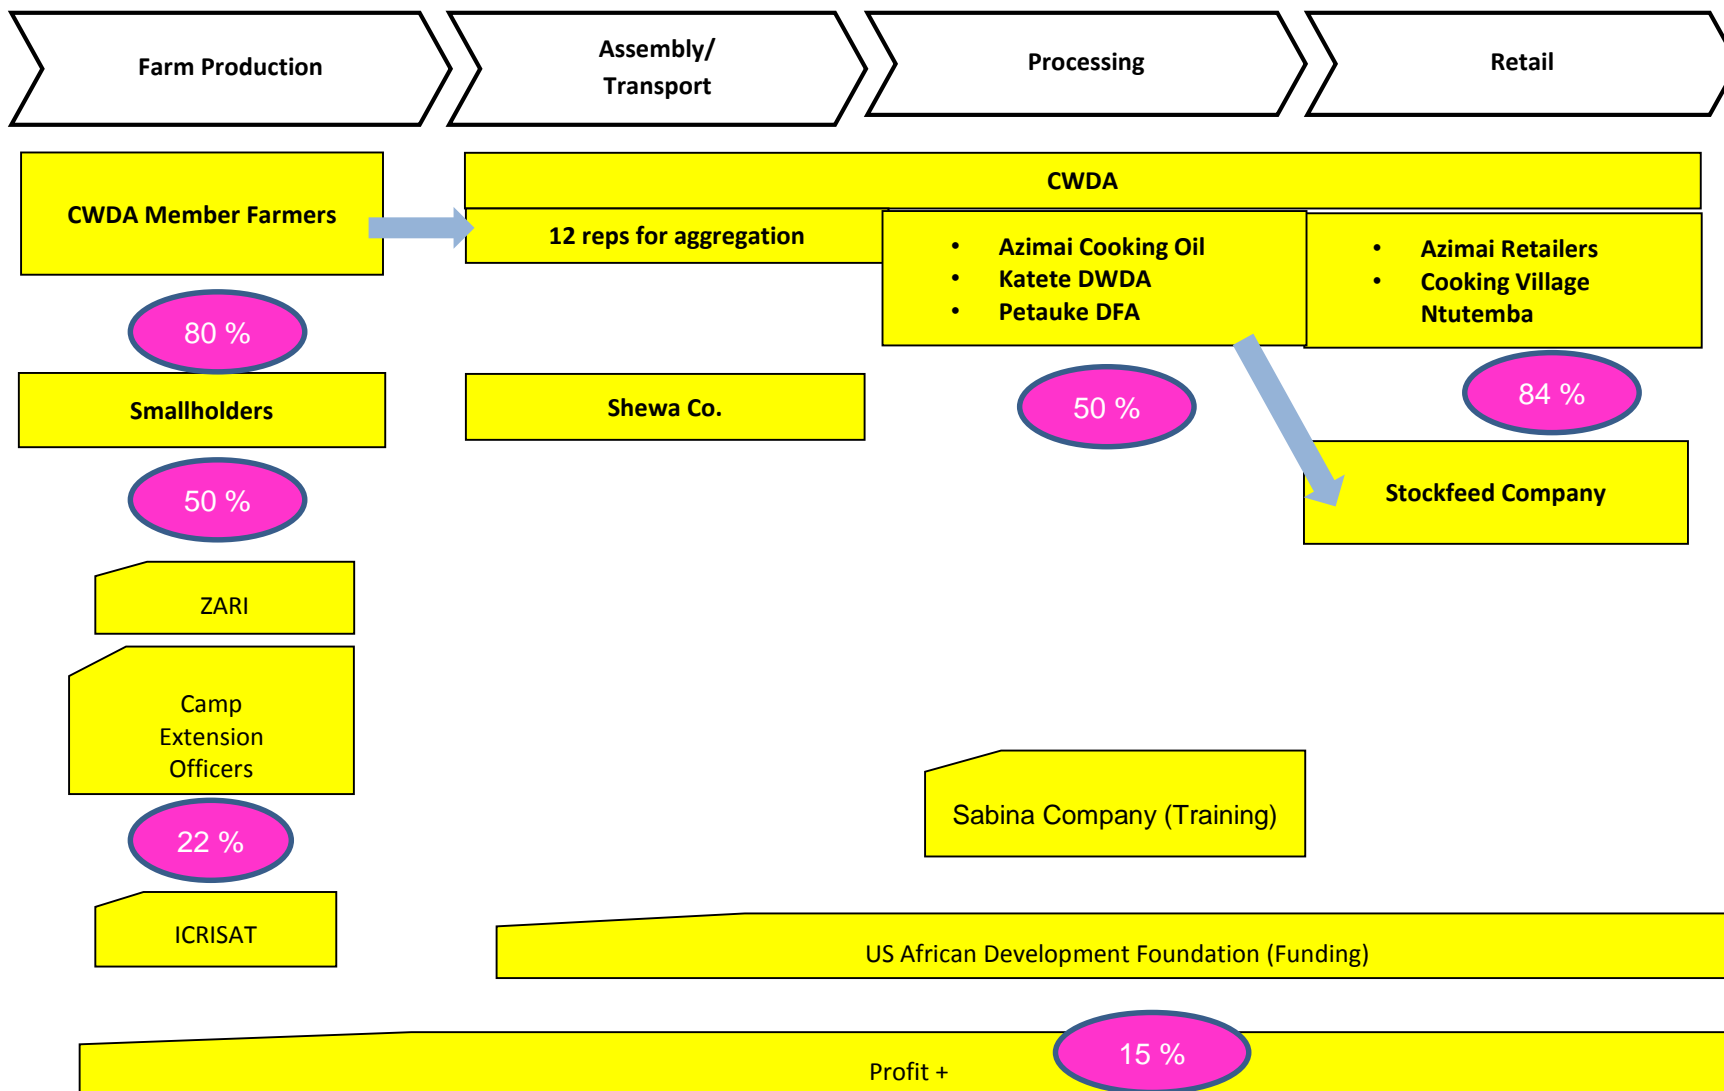 Farm Production
Assembly/
Transport
Processing
Retail
CWDA Member Farmers
CWDA
12 reps for aggregation
• Azimai Cooking Oil
• Katete DWDA
• Petauke DFA
• Azimai Retailers
• Cooking Village
Ntutemba
80 %
Smallholders
Shewa Co.
50 %
84 %
50 %
Stockfeed Company
ZARI
Camp
Extension
Officers
Sabina Company (Training)
22 %
ICRISAT
US African Development Foundation (Funding)
15 %
Profit +